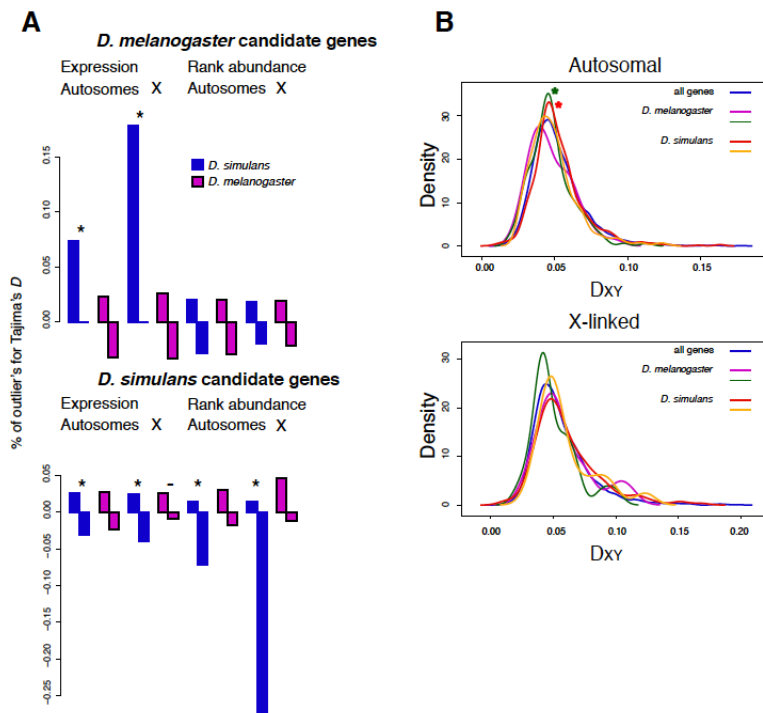 A
D. melanogaster candidate genes
Expression
Rank abundance
Autosomes X
Autosomes X
*
*
D. simulans
D. melanogaster
0.15
0.10
0.05
0.00
% of outlier's for Tajima's D
D. simulans candidate genes
Expression
Rank abundance
Autosomes X
Autosomes X
* * - * *
0.05
0.00
-0.05
-0.10
-0.15
-0.20
-0.25
B
Autosomal
all genes
D. melanogaster
D. simulans
*
*
Density
30
20
10
0
0.00 0.05 0.10 0.15
DXY
X-linked
all genes
D. melanogaster
D. simulans
Density
30
20
10
0
0.00 0.05 0.10 0.15 0.20
DXY